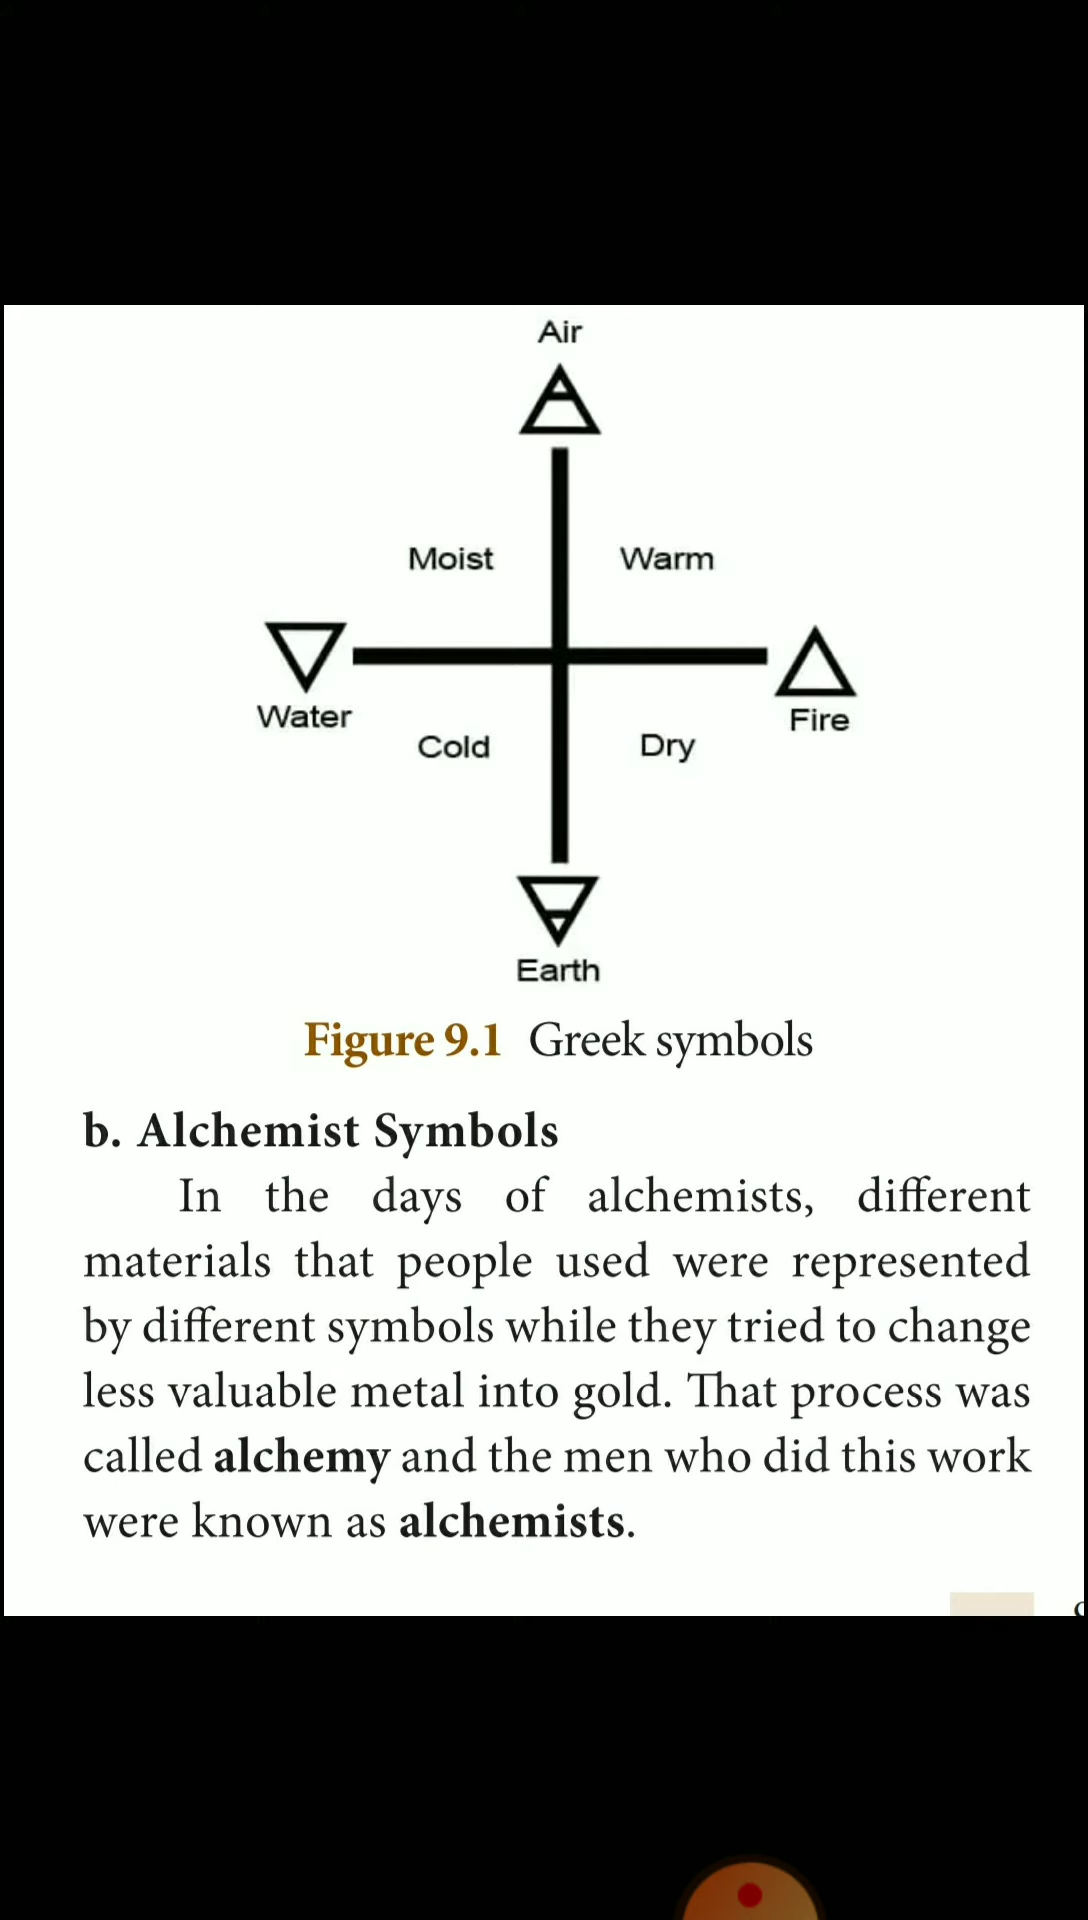 Air
Moist Warm
Water Fire
Cold Dry
Earth
Figure 9.1 Greek symbols
b. Alchemist Symbols
In the days of alchemists, different
materials that people used were represented
by different symbols while they tried to change
less valuable metal into gold. That process was
called alchemy and the men who did this work
were known as alchemists.